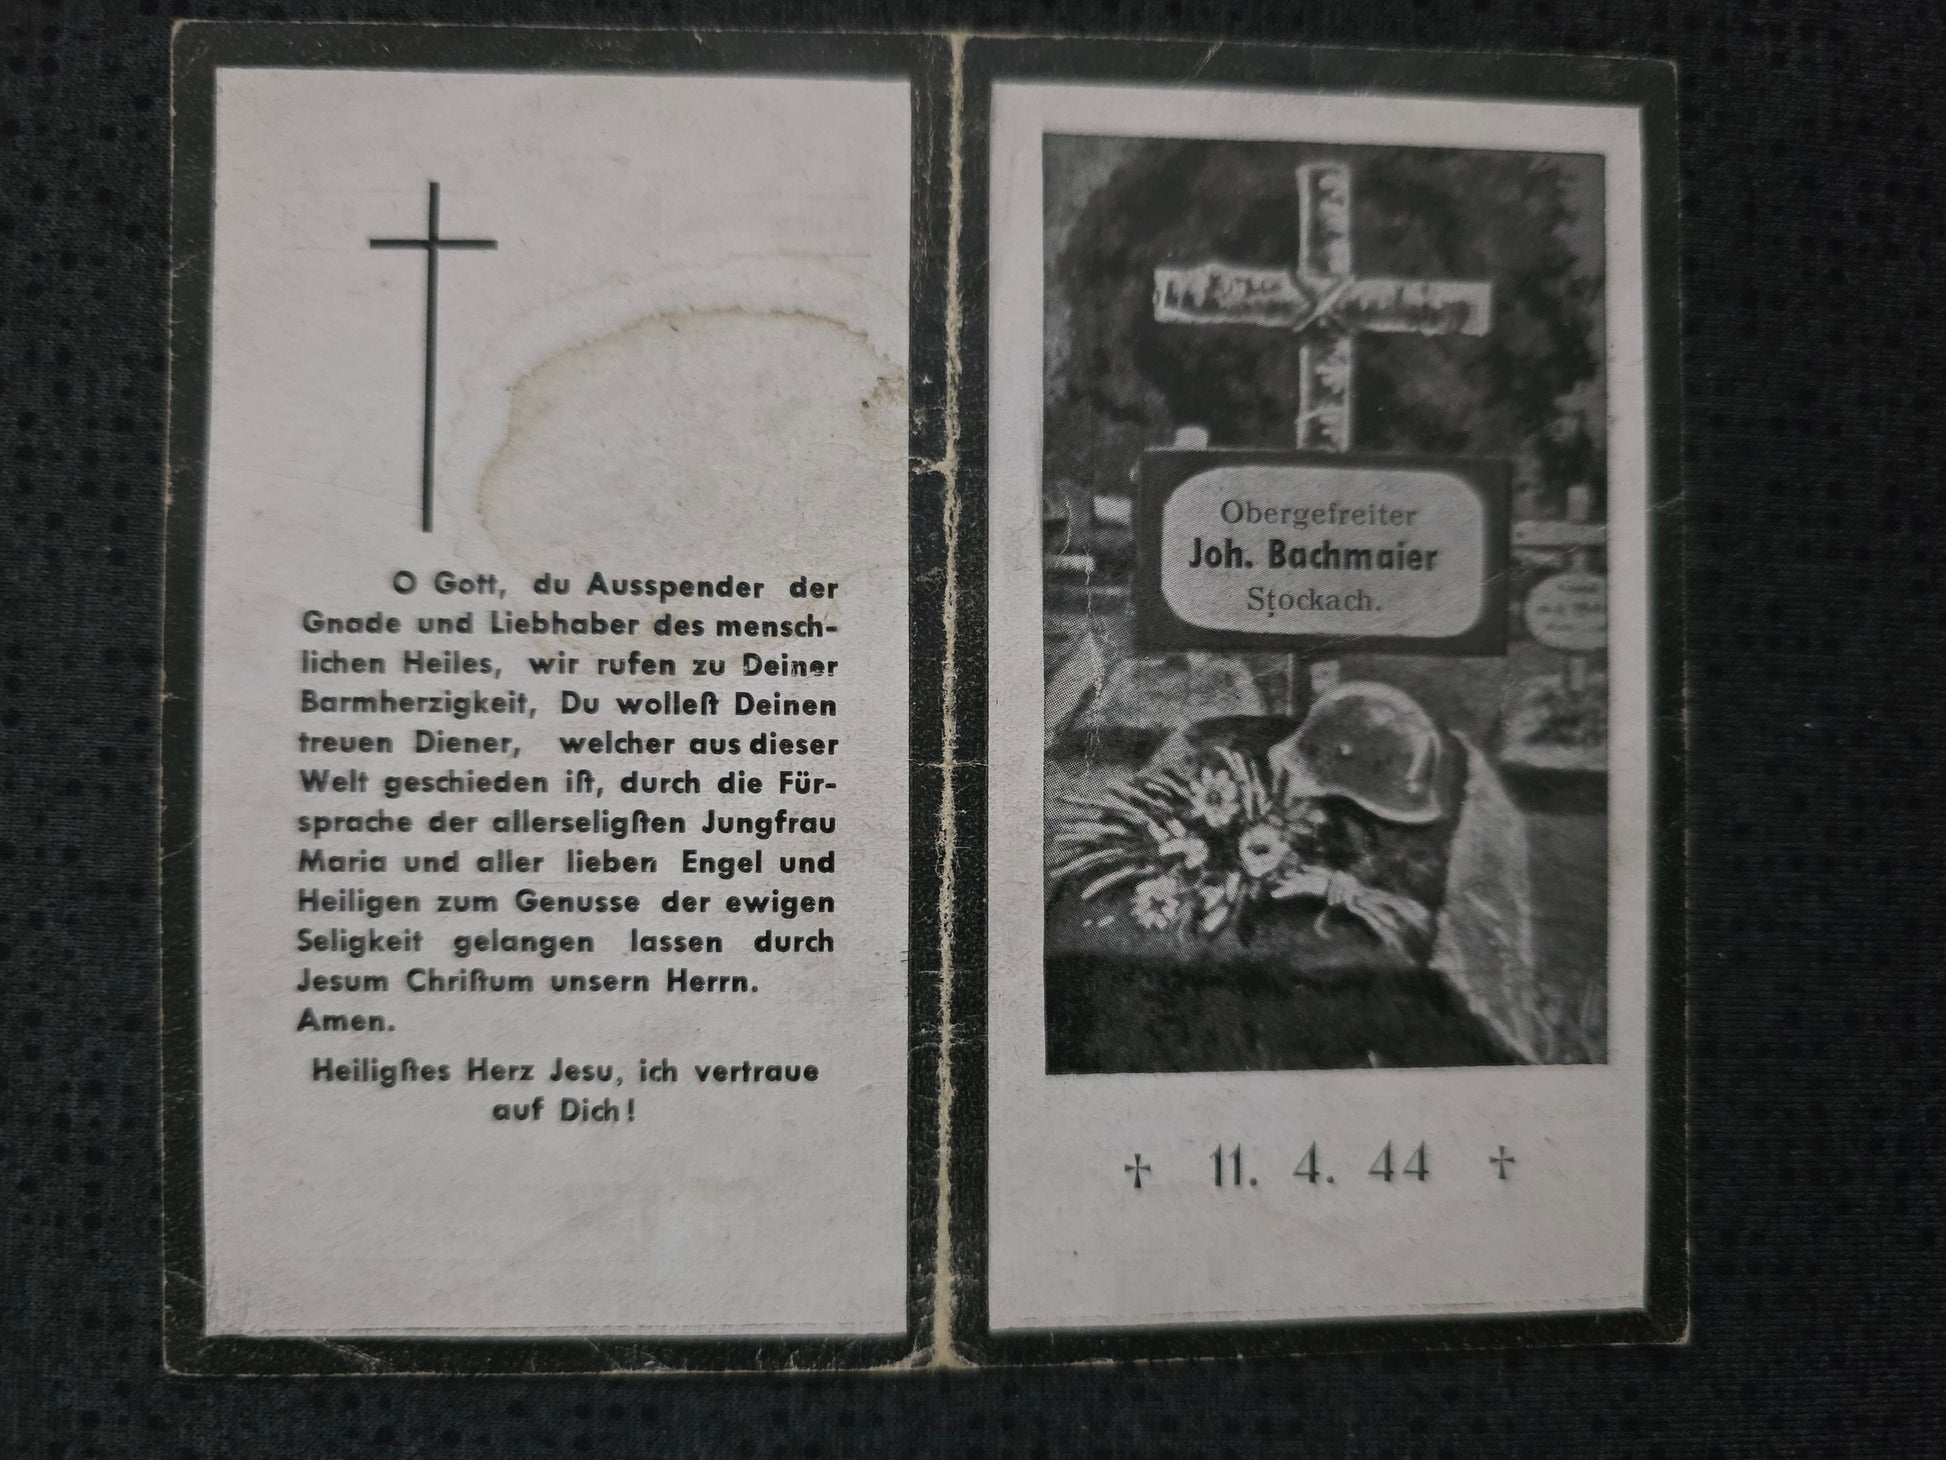 O Gott, du Ausspender der
Gnade und Liebhaber des mensch-
lichen Heiles, wir rufen zu Deiner
Barmherzigkeit, Du wolleſt Deinen
treuen Diener, welcher aus dieser
Welt geschieden iſt, durch die Für-
sprache der allerseligſten Jungfrau
Maria und aller lieben Engel und
Heiligen zum Genusse der ewigen
Seligkeit gelangen lassen durch
Jesum Chriſtum unsern Herrn.
Amen.
Heiligſtes Herz Jesu, ich vertraue
auf Dich!
Obergefreiter
Joh. Bachmaier
Stockach.
† 11. 4. 44 †